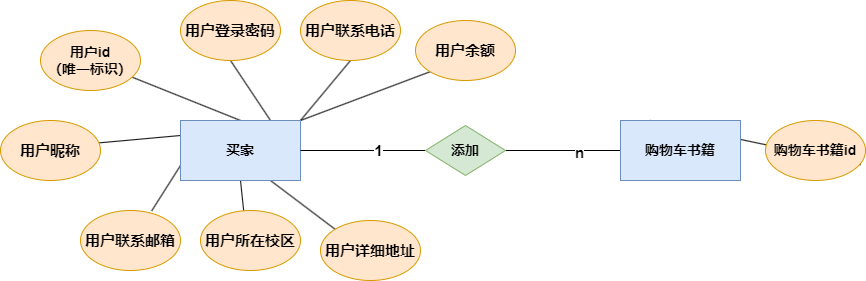 用户登录密码
用户联系电话
用户id
(唯一标识)
用户余额
用户昵称
买家
1
添加
n
购物车书籍
购物车书籍id
用户联系邮箱
用户所在校区
用户详细地址